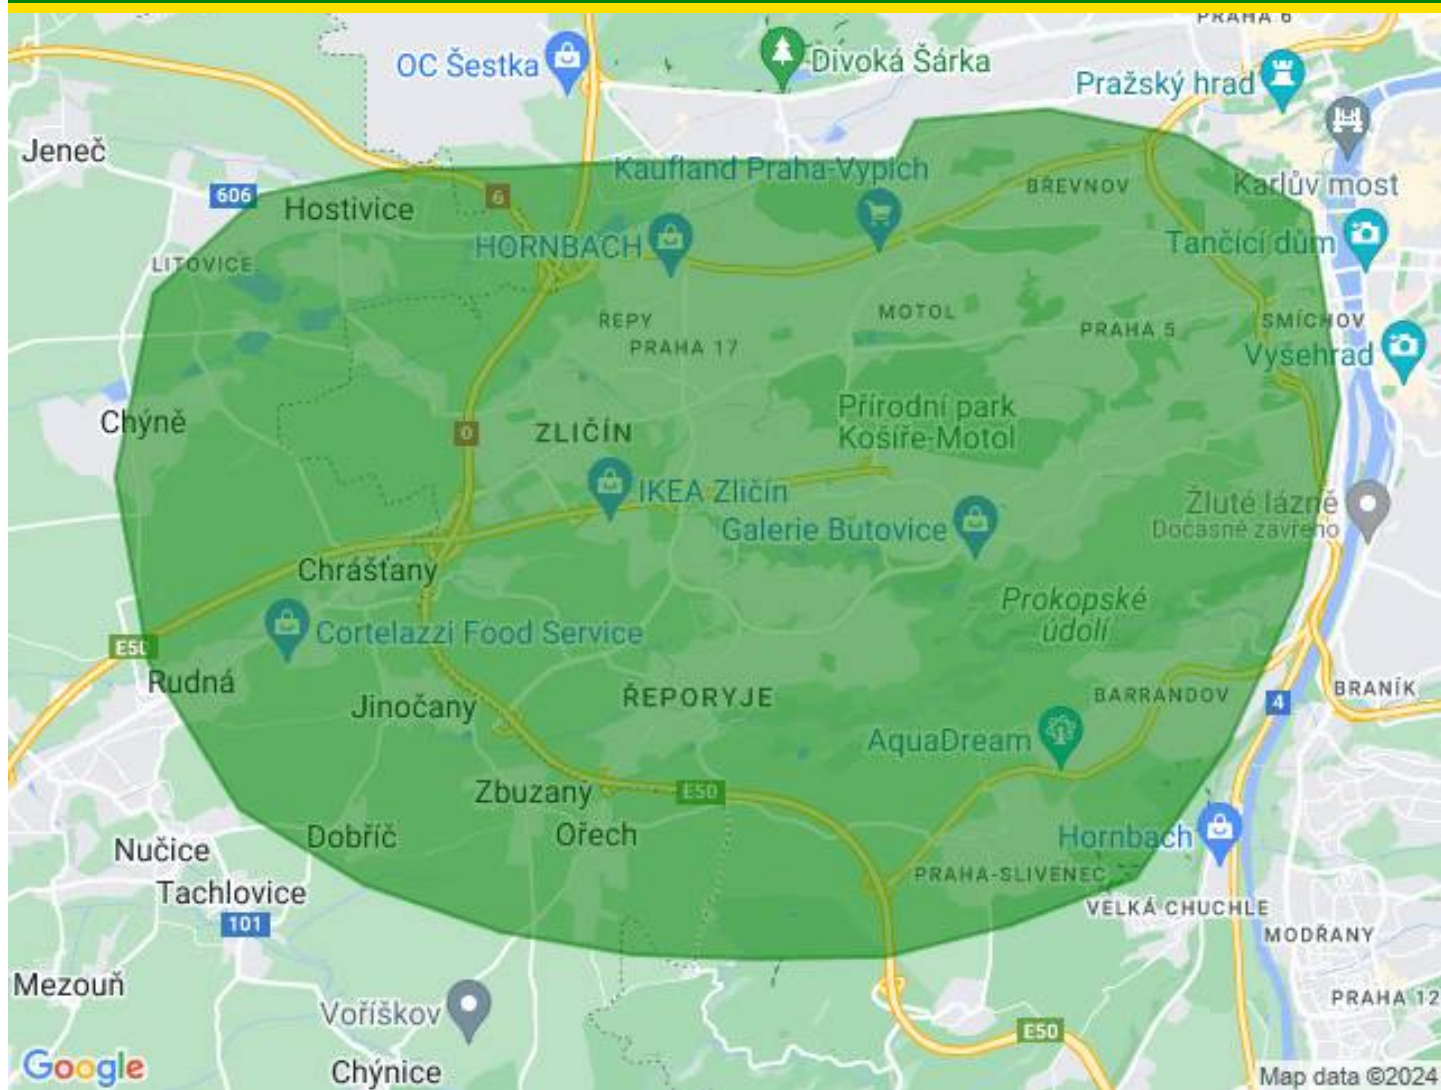 PRAHA 6
OC Šestka
Divoká Šárka
Pražský hrad
Jeneč
Kaufland Praha-Vypich
BŘEVNOV
Karlův most
606
6
Hostivice
HORNBACH
Tančící dům
LITOVICE
ŘEPY
MOTOL
SMÍCHOV
PRAHA 5
PRAHA 17
Vyšehrad
Chýně
0
ZLIČÍN
Přírodní park
Košíře-Motol
IKEA Zličín
Galerie Butovice
Žluté lázně
Dočasně zavřeno
Chrášťany
Prokopské
údolí
Cortelazzi Food Service
E50
Rudná
Jinočany
ŘEPORYJE
BARRANDOV
BRANÍK
4
AquaDream
Zbuzany
E50
Dobříč
Ořech
Hornbach
Nučice
Tachlovice
PRAHA-SLIVENEC
VELKÁ CHUCHLE
101
MODŘANY
Mezouň
Voříškov
PRAHA 12
E50
Google
Chýnice
Map data ©2024